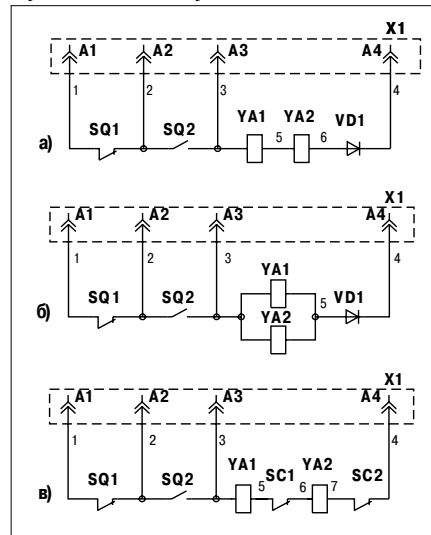 X1
A1 A2 A3 A4
1 2 3 4
SQ1 SQ2 YA1 5 YA2 6 VD1
а)
X1
A1 A2 A3 A4
1 2 3 4
YA1
SQ1 SQ2 5 VD1
YA2
б)
X1
A1 A2 A3 A4
1 2 3 4
SQ1 SQ2 YA1 5 SC1 6 YA2 7 SC2
в)